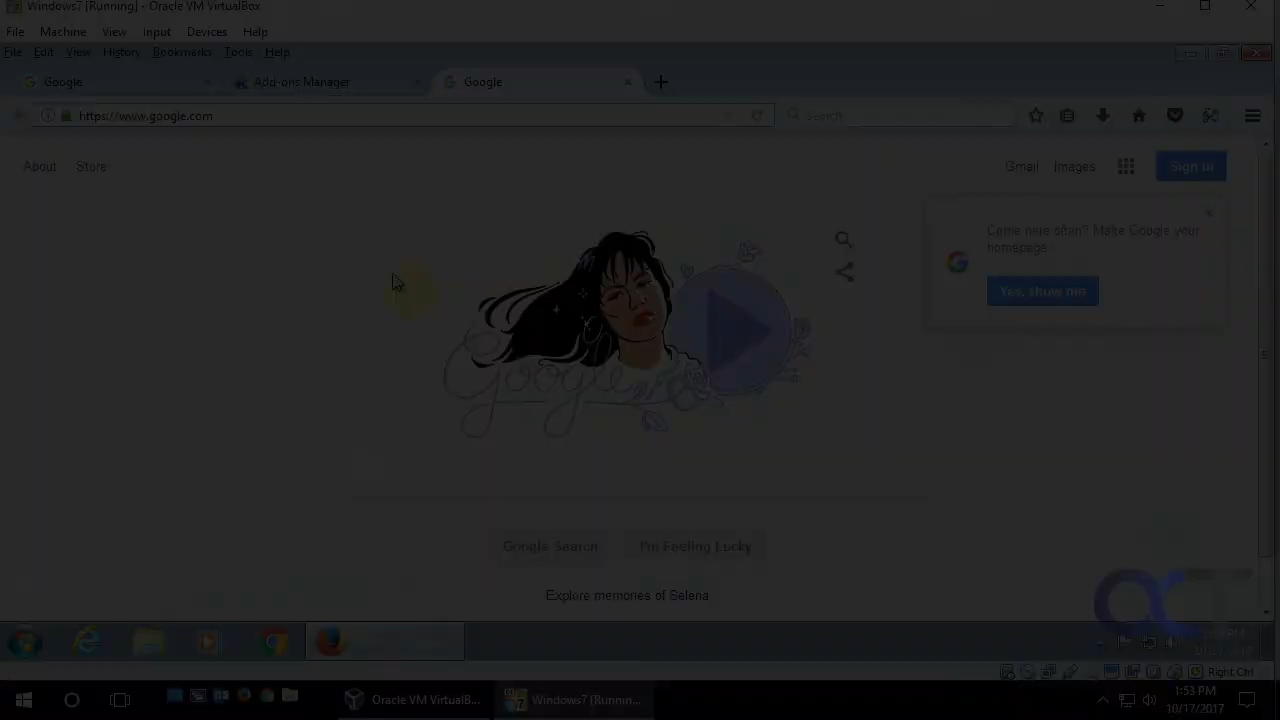 Windows7 [Running] - Oracle VM VirtualBox
File Machine View Input Devices Help
File Edit View History Bookmarks Tools Help
Google Add-ons Manager Google
https://www.google.com Search
About Store Gmail Images Sign in
Come here often? Make Google your
homepage.
Yes, show me
Google
Google Search I'm Feeling Lucky
Explore memories of Selena
Right Ctrl
Oracle VM VirtualB... Windows7 [Runnin...
1:53 PM
10/17/2017